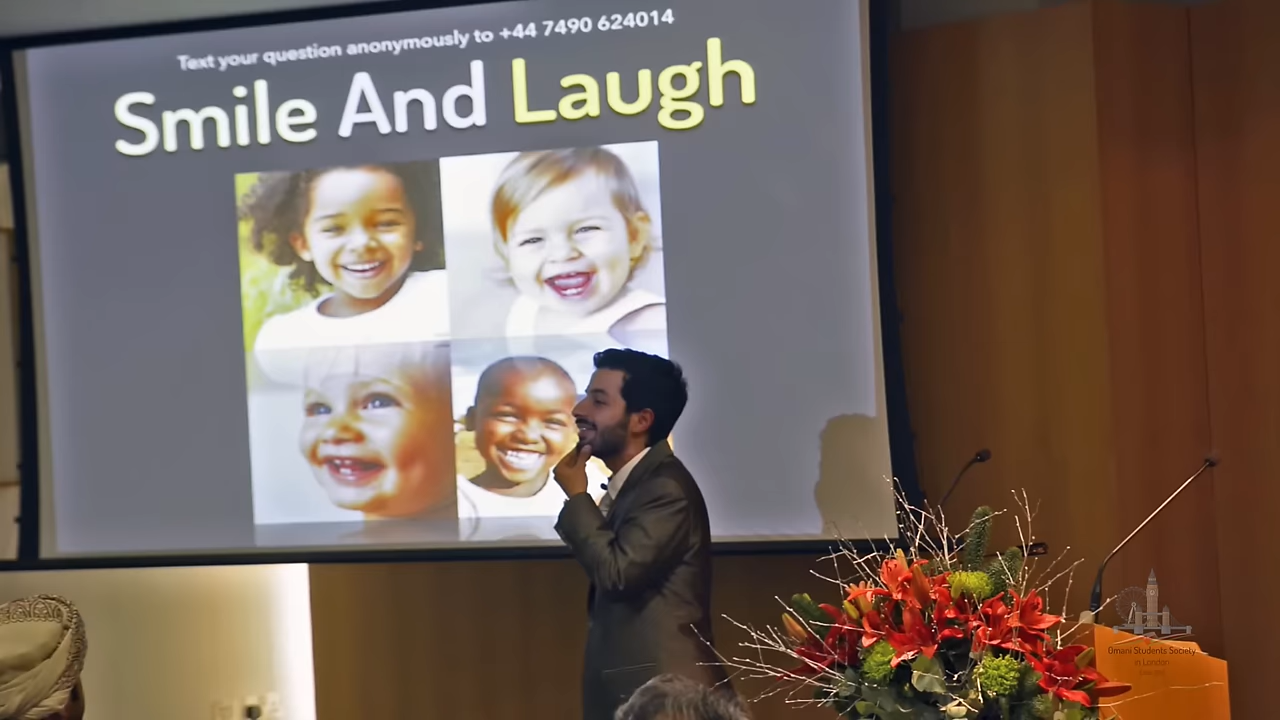 Text your question anonymously to +44 7490 624014
Smile And Laugh
Omani Students Society
in London